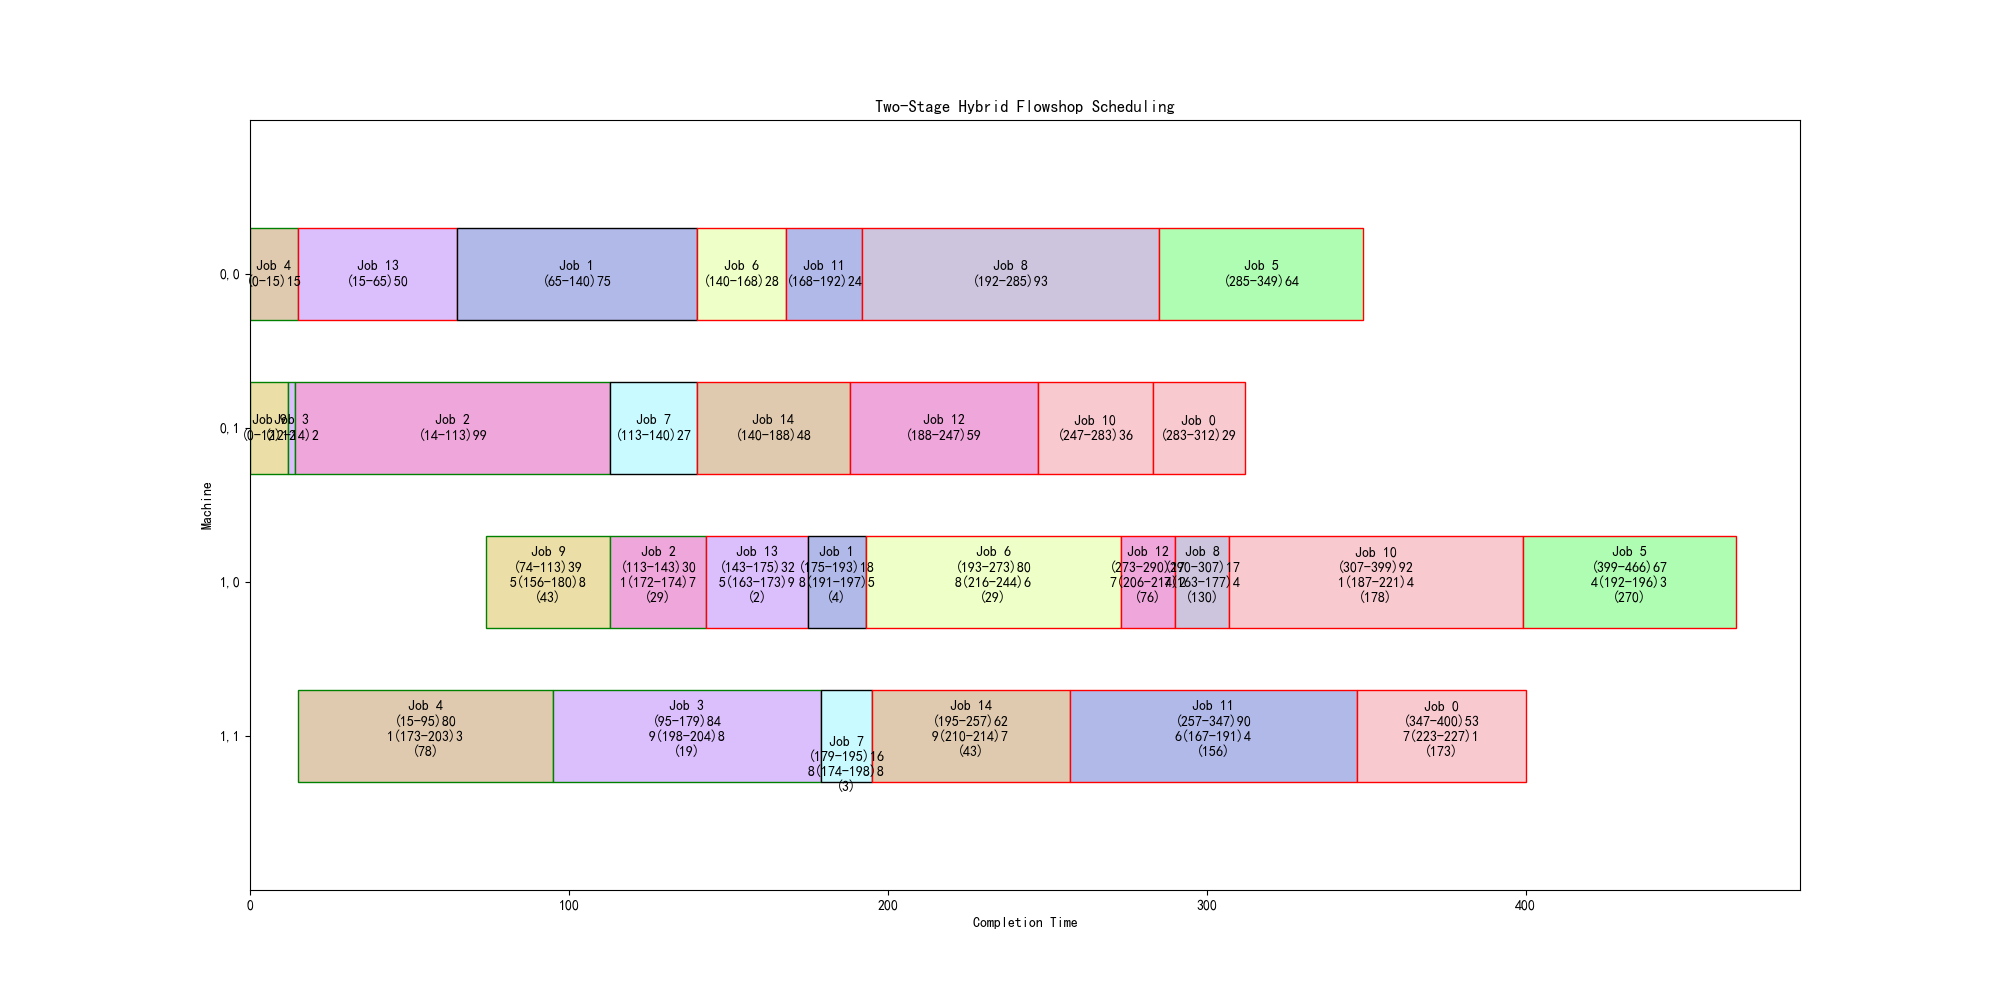 Two-Stage Hybrid Flowshop Scheduling
0,0
Job 4
(0-15)15
Job 13
(15-65)50
Job 1
(65-140)75
Job 6
(140-168)28
Job 11
(168-192)24
Job 8
(192-285)93
Job 5
(285-349)64
0,1
Job 9
Job 3
Job 2
(14-113)99
Job 7
(113-140)27
Job 14
(140-188)48
Job 12
(188-247)59
Job 10
(247-283)36
Job 0
(283-312)29
Machine
1,0
Job 9
(74-113)39
5(156-180)8
(43)
Job 2
(113-143)30
1(172-174)7
(29)
Job 13
(143-175)32
5(163-173)9
(2)
Job 1
(175-193)18
8(191-197)5
(4)
Job 6
(193-273)80
8(216-244)6
(29)
Job 12
(273-290)17
(76)
Job 8
(290-307)17
4(163-177)4
(130)
Job 10
(307-399)92
1(187-221)4
(178)
Job 5
(399-466)67
4(192-196)3
(270)
1,1
Job 4
(15-95)80
1(173-203)3
(78)
Job 3
(95-179)84
9(198-204)8
(19)
Job 7
(179-195)16
8(174-198)8
(3)
Job 14
(195-257)62
9(210-214)7
(43)
Job 11
(257-347)90
6(167-191)4
(156)
Job 0
(347-400)53
7(223-227)1
(173)
0
100
200
300
400
Completion Time